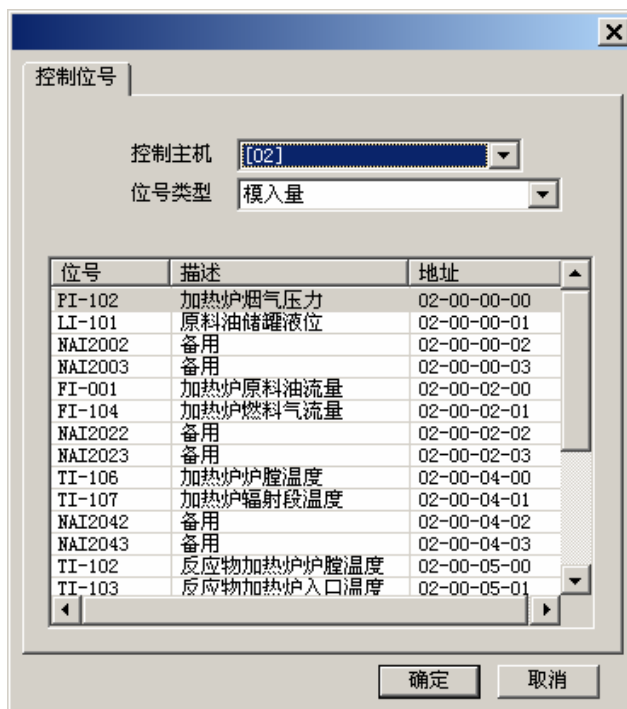 控制位号
控制主机 [02]
位号类型 模入量
位号 描述 地址
PI-102 加热炉烟气压力 02-00-00-00
LI-101 原料油储罐液位 02-00-00-01
NAI2002 备用 02-00-00-02
NAI2003 备用 02-00-00-03
FI-001 加热炉原料油流量 02-00-02-00
FI-104 加热炉燃料气流量 02-00-02-01
NAI2022 备用 02-00-02-02
NAI2023 备用 02-00-02-03
TI-106 加热炉炉膛温度 02-00-04-00
TI-107 加热炉辐射段温度 02-00-04-01
NAI2042 备用 02-00-04-02
NAI2043 备用 02-00-04-03
TI-102 反应物加热炉炉膛温度 02-00-05-00
TI-103 反应物加热炉入口温度 02-00-05-01
确定 取消